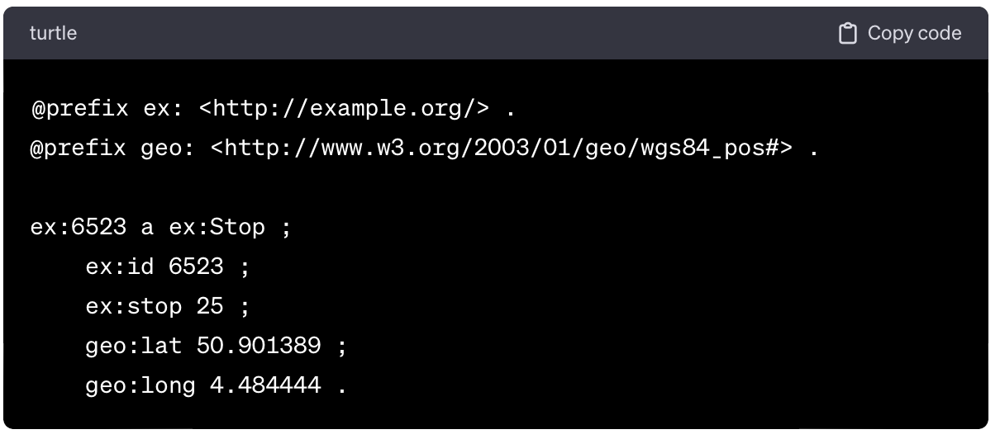 turtle
Copy code
@prefix ex: <http://example.org/> .
@prefix geo: <http://www.w3.org/2003/01/geo/wgs84_pos#> .
ex:6523 a ex:Stop ;
    ex:id 6523 ;
    ex:stop 25 ;
    geo:lat 50.901389 ;
    geo:long 4.484444 .